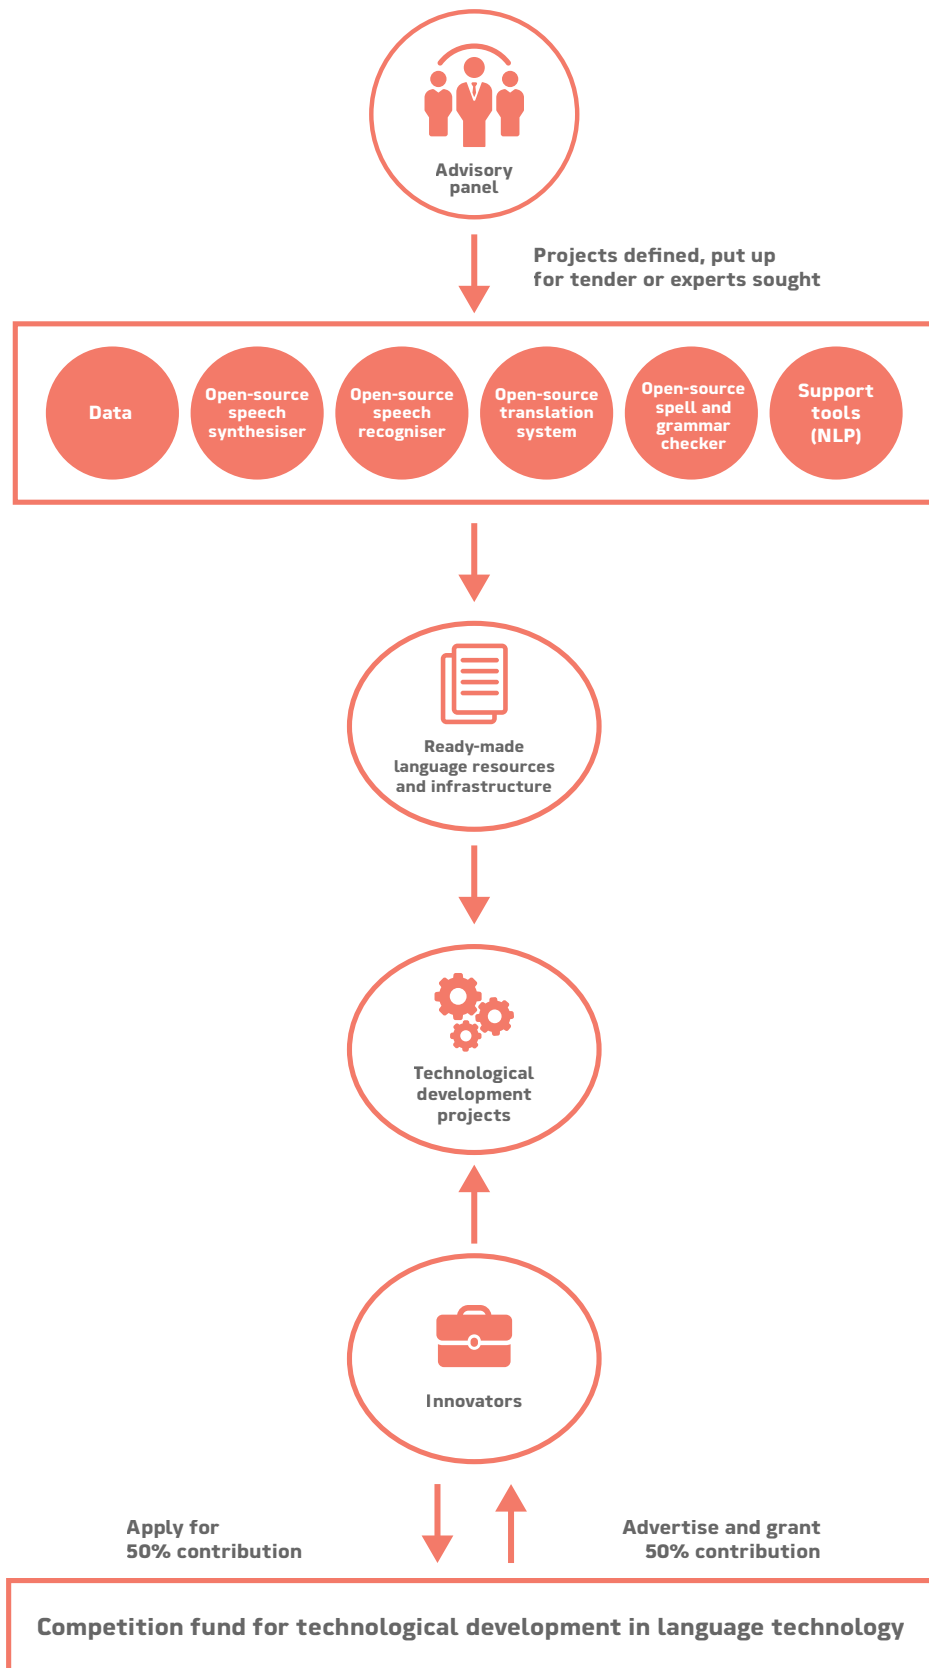 Advisory
panel
Projects defined, put up
for tender or experts sought
Data
Open-source
speech
synthesiser
Open-source
speech
recogniser
Open-source
translation
system
Open-source
spell and
grammar
checker
Support
tools
(NLP)
Ready-made
language resources
and infrastructure
Technological
development
projects
Innovators
Apply for
50% contribution
Advertise and grant
50% contribution
Competition fund for technological development in language technology